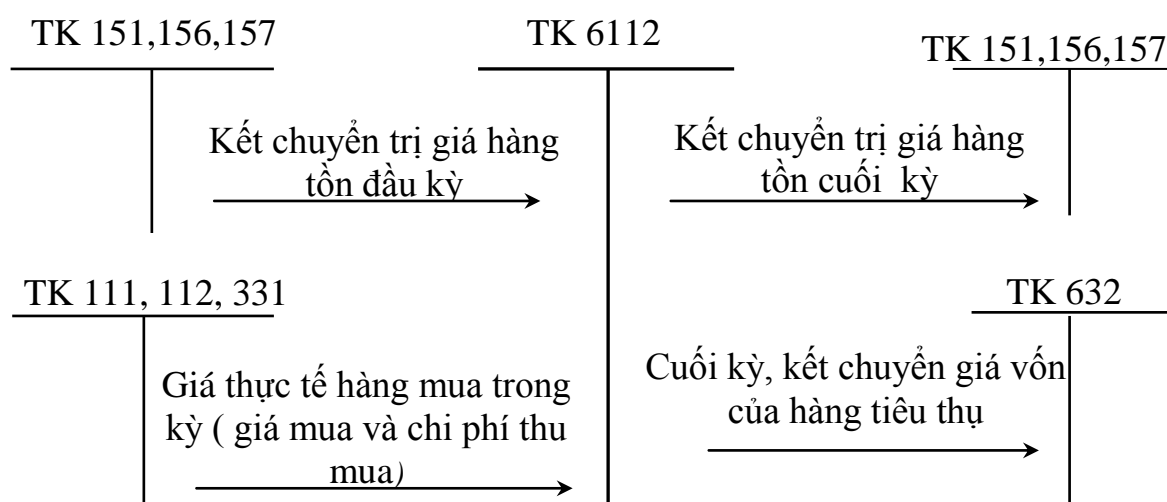 TK 151,156,157
TK 6112
TK 151,156,157
Kết chuyển trị giá hàng
tồn đầu kỳ
Kết chuyển trị giá hàng
tồn cuối kỳ
TK 111, 112, 331
TK 632
Giá thực tế hàng mua trong
kỳ ( giá mua và chi phí thu
mua)
Cuối kỳ, kết chuyển giá vốn
của hàng tiêu thụ